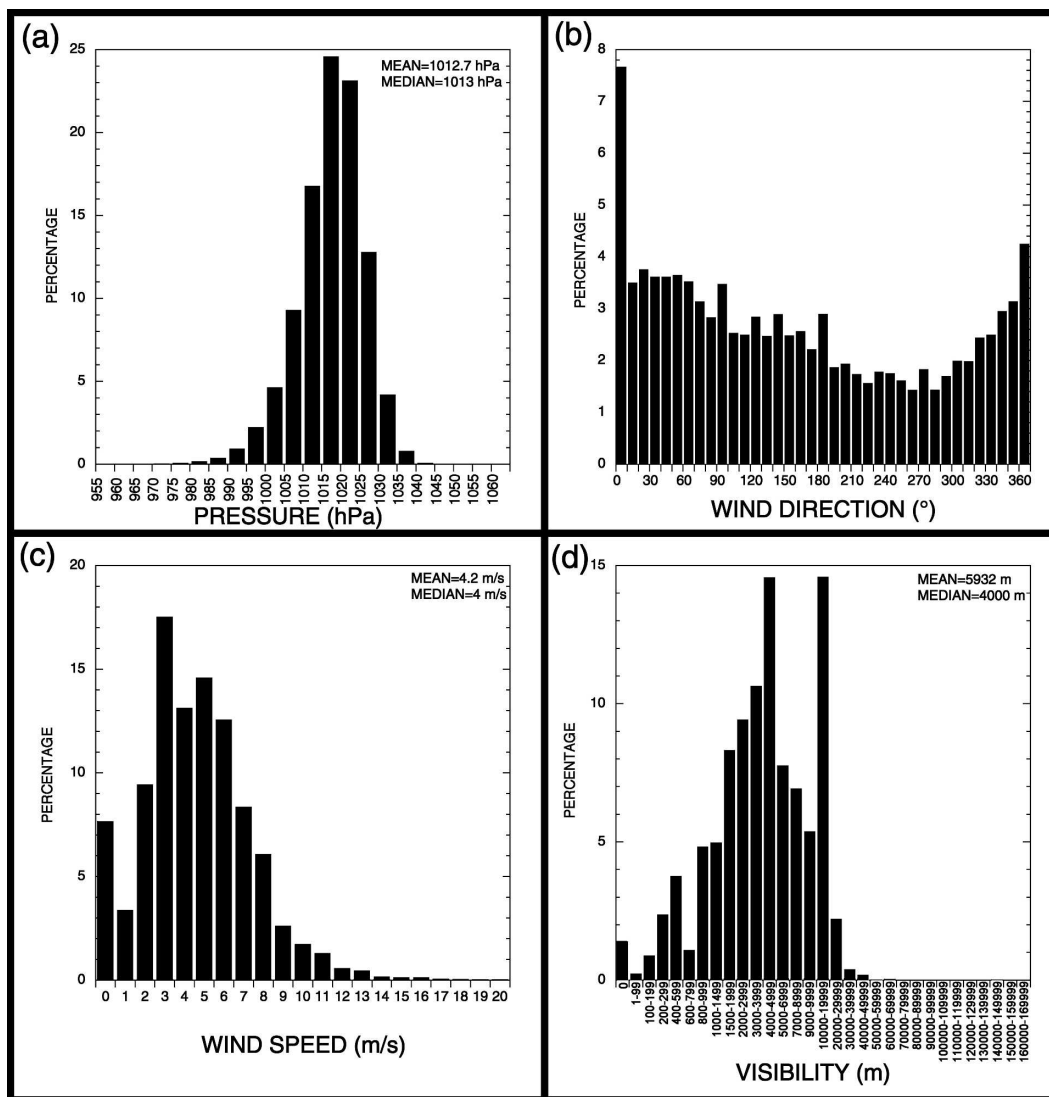 (a)
25
20
15
10
5
0
PERCENTAGE
MEAN=1012.7 hPa
MEDIAN=1013 hPa
955 960 965 970 975 980 985 990 995 1000 1005 1010 1015 1020 1025 1030 1035 1040 1045 1050 1055 1060
PRESSURE (hPa)
(b)
8
7
6
5
4
3
2
1
0
PERCENTAGE
0 30 60 90 120 150 180 210 240 270 300 330 360
WIND DIRECTION (°)
(c)
20
15
10
5
0
PERCENTAGE
MEAN=4.2 m/s
MEDIAN=4 m/s
0 1 2 3 4 5 6 7 8 9 10 11 12 13 14 15 16 17 18 19 20
WIND SPEED (m/s)
(d)
15
10
5
0
PERCENTAGE
MEAN=5932 m
MEDIAN=4000 m
0
1-99
100-199
200-299
400-599
600-799
800-999
1000-1499
1500-1999
2000-2999
3000-3999
4000-4999
5000-6999
7000-8999
9000-9999
10000-19999
20000-29999
30000-39999
40000-49999
50000-59999
60000-69999
70000-79999
80000-89999
90000-99999
100000-109999
110000-119999
120000-129999
130000-139999
140000-149999
150000-159999
160000-169999
VISIBILITY (m)